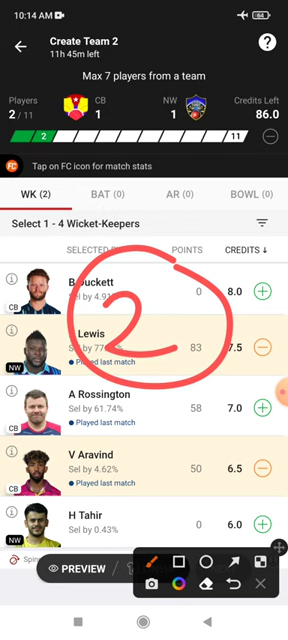 10:14 AM 64
Create Team 2
11h 45m left
?
Max 7 players from a team
Players CB NW Credits Left
2 / 11 1 1 86.0
2 11
FC Tap on FC icon for match stats
WK (2) BAT (0) AR (0) BOWL (0)
Select 1 - 4 Wicket-Keepers
SELECTED POINTS CREDITS ↓
B Duckett
Sel by 4.91% 0 8.0
CB
2
Lewis
Sel by 83 7.5
Played last match
NW
A Rossington
Sel by 61.74% 58 7.0
Played last match
CB
V Aravind
Sel by 4.62% 50 6.5
Played last match
CB
H Tahir
Sel by 0.43% 0 6.0
NW
PREVIEW